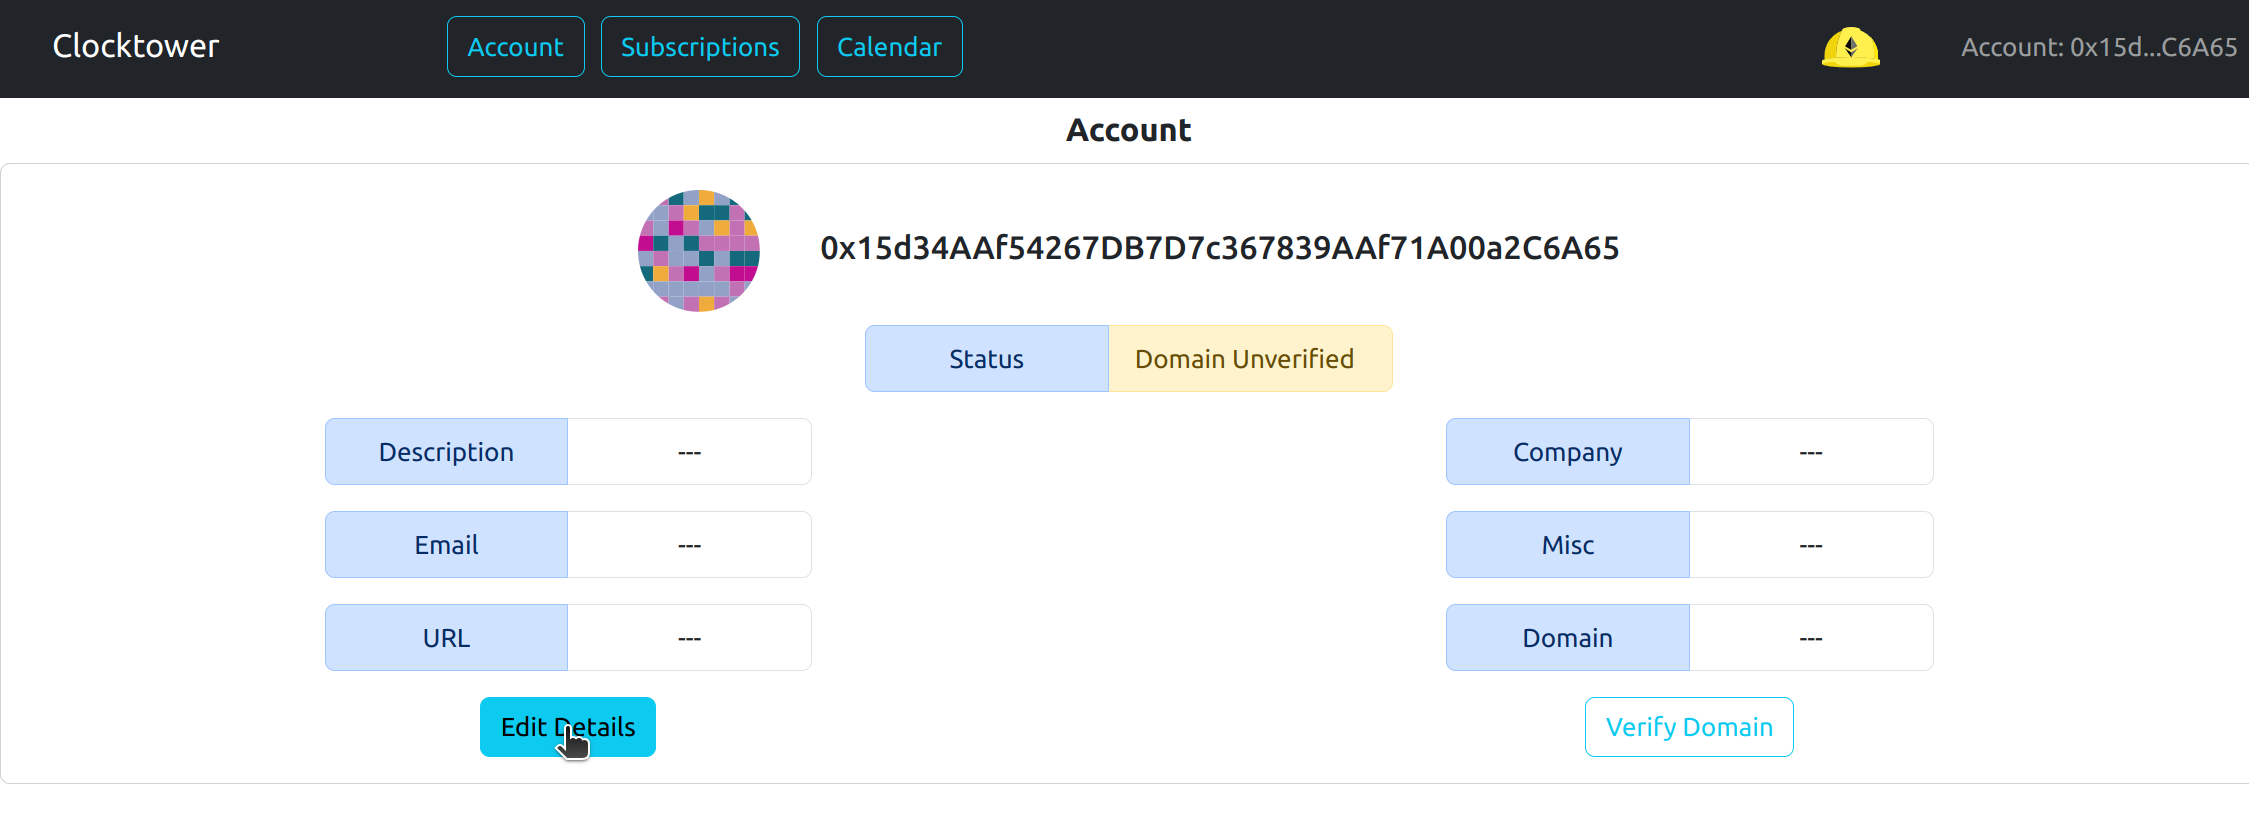 Clocktower
Account
Subscriptions
Calendar
Account: 0x15d...C6A65
Account
0x15d34AAf54267DB7D7c367839AAf71A00a2C6A65
Status
Domain Unverified
Description
---
Company
---
Email
---
Misc
---
URL
---
Domain
---
Edit Details
Verify Domain